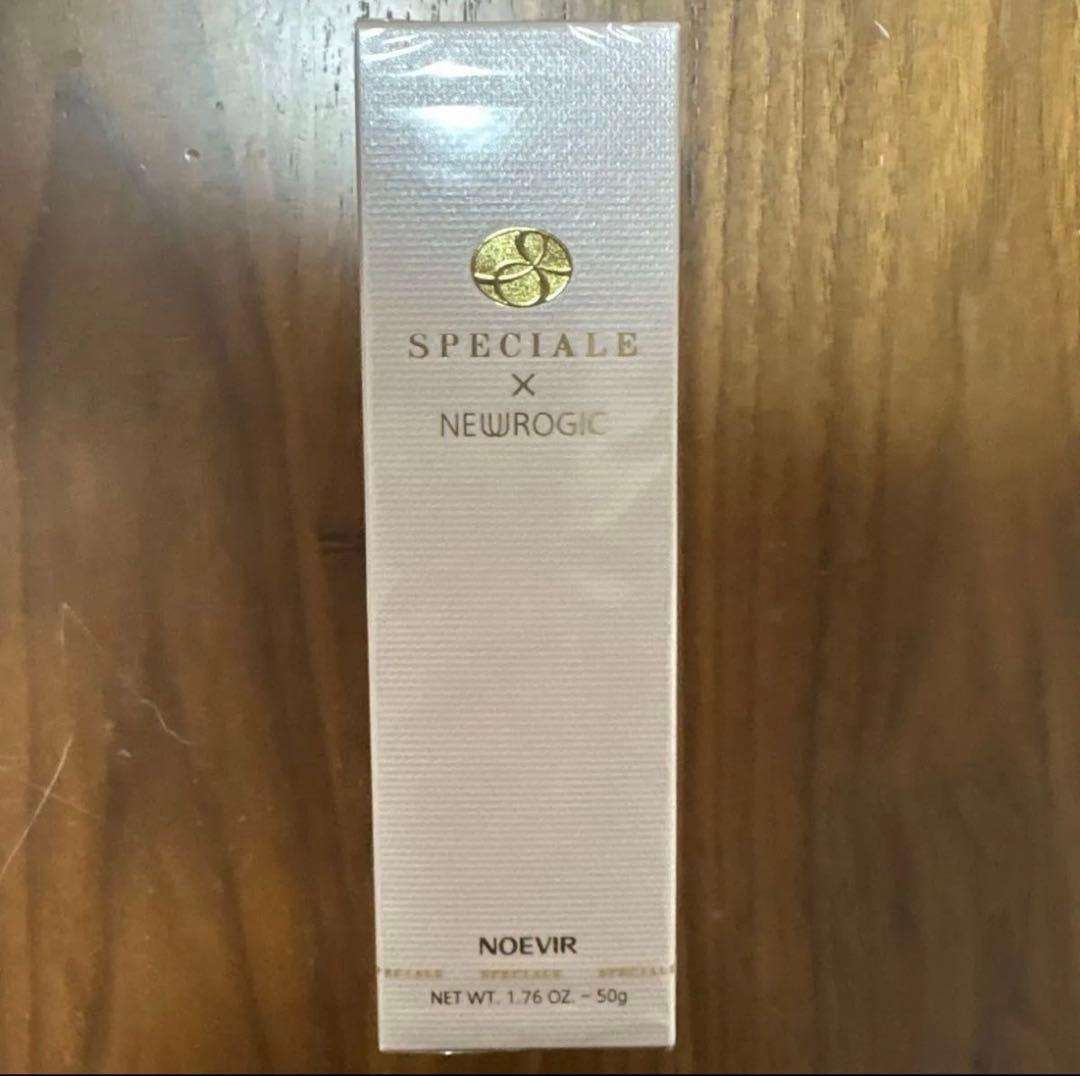 SPECIALE
×
NEWROGIC
NOEVIR
SPECIALE SPECIALE SPECIALE
NET WT. 1.76 OZ. – 50g